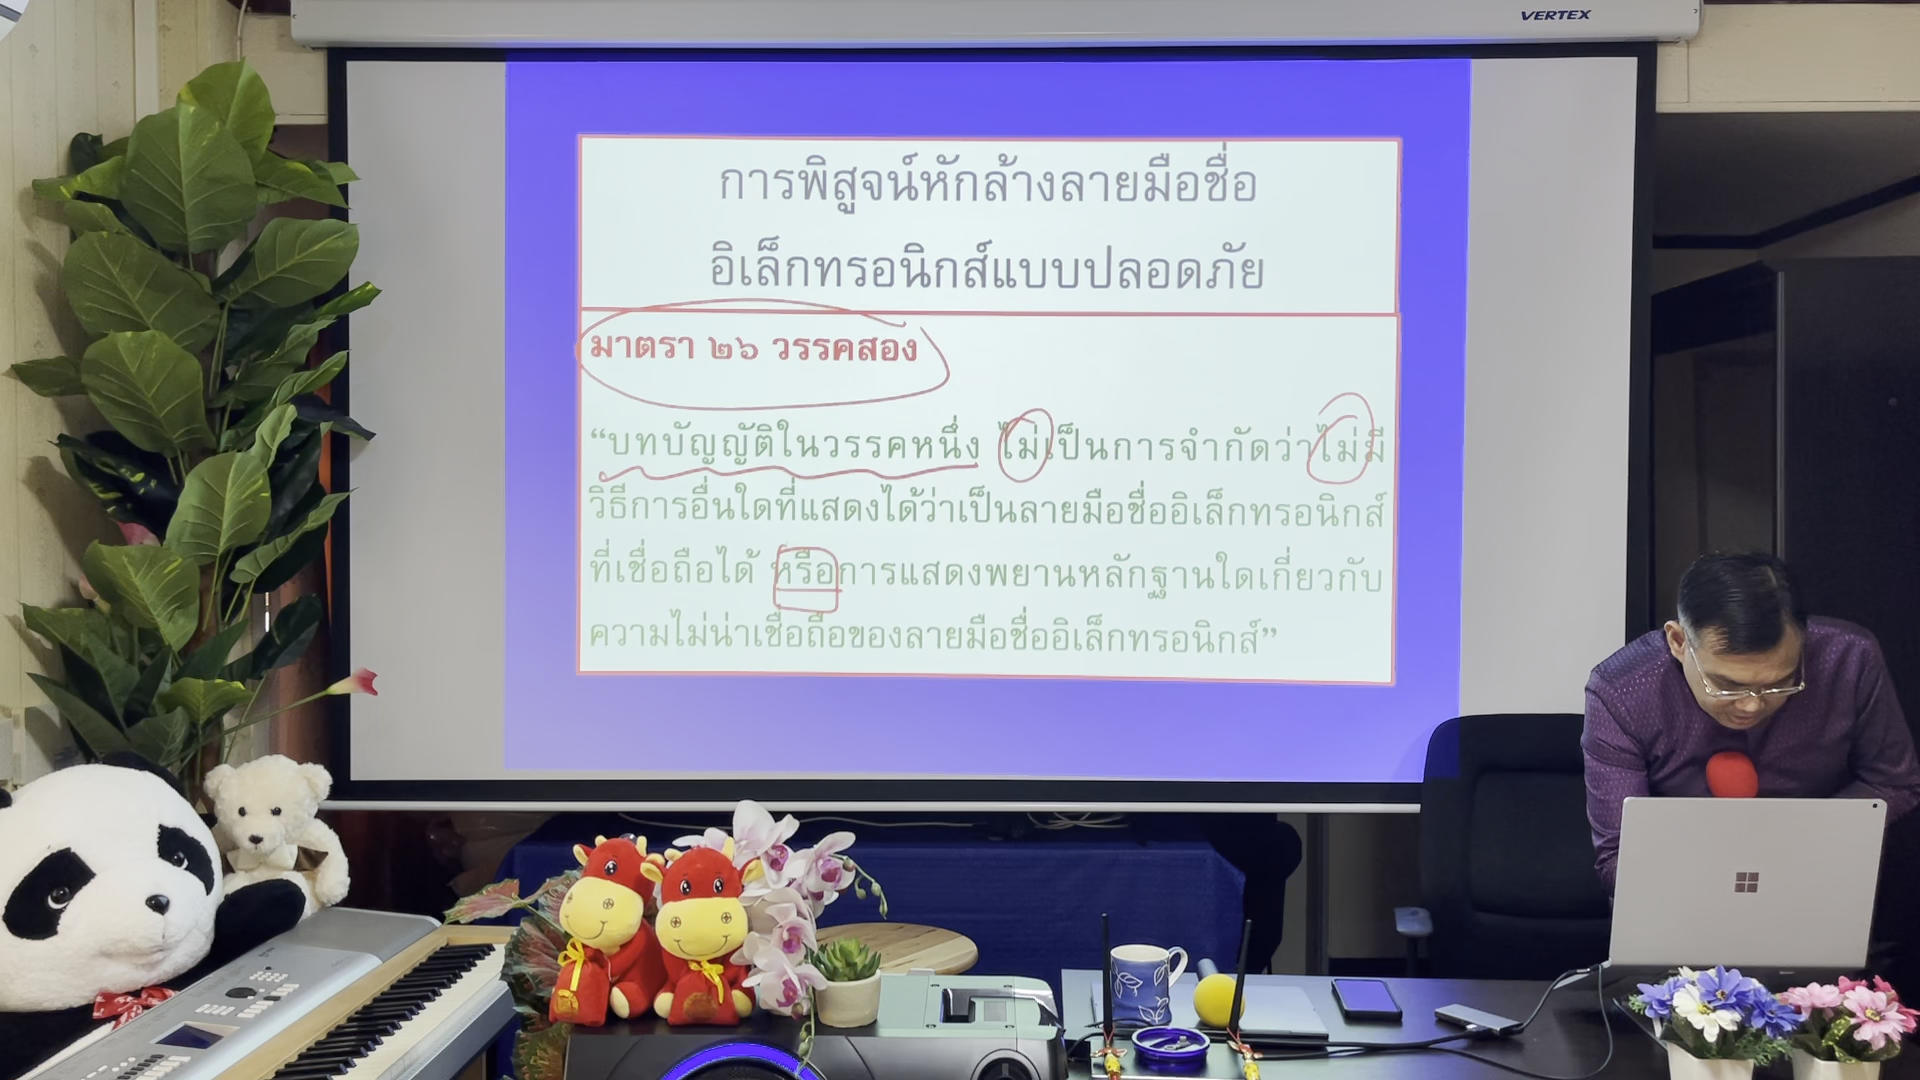 VERTEX
การพิสูจน์หักล้างลายมือชื่อ
อิเล็กทรอนิกส์แบบปลอดภัย
มาตรา ๒๖ วรรคสอง
“บทบัญญัติในวรรคหนึ่ง ไม่เป็นการจำกัดว่าไม่มี
วิธีการอื่นใดที่แสดงได้ว่าเป็นลายมือชื่ออิเล็กทรอนิกส์
ที่เชื่อถือได้ หรือการแสดงพยานหลักฐานใดเกี่ยวกับ
ความไม่น่าเชื่อถือของลายมือชื่ออิเล็กทรอนิกส์”